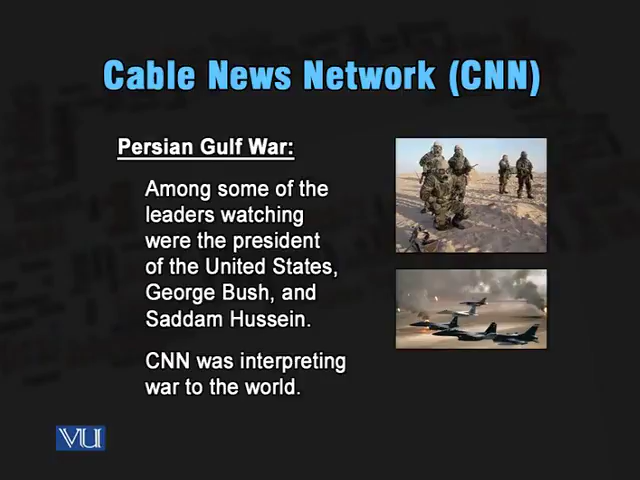 Cable News Network (CNN)
Persian Gulf War:
Among some of the
leaders watching
were the president
of the United States,
George Bush, and
Saddam Hussein.
CNN was interpreting
war to the world.
VU